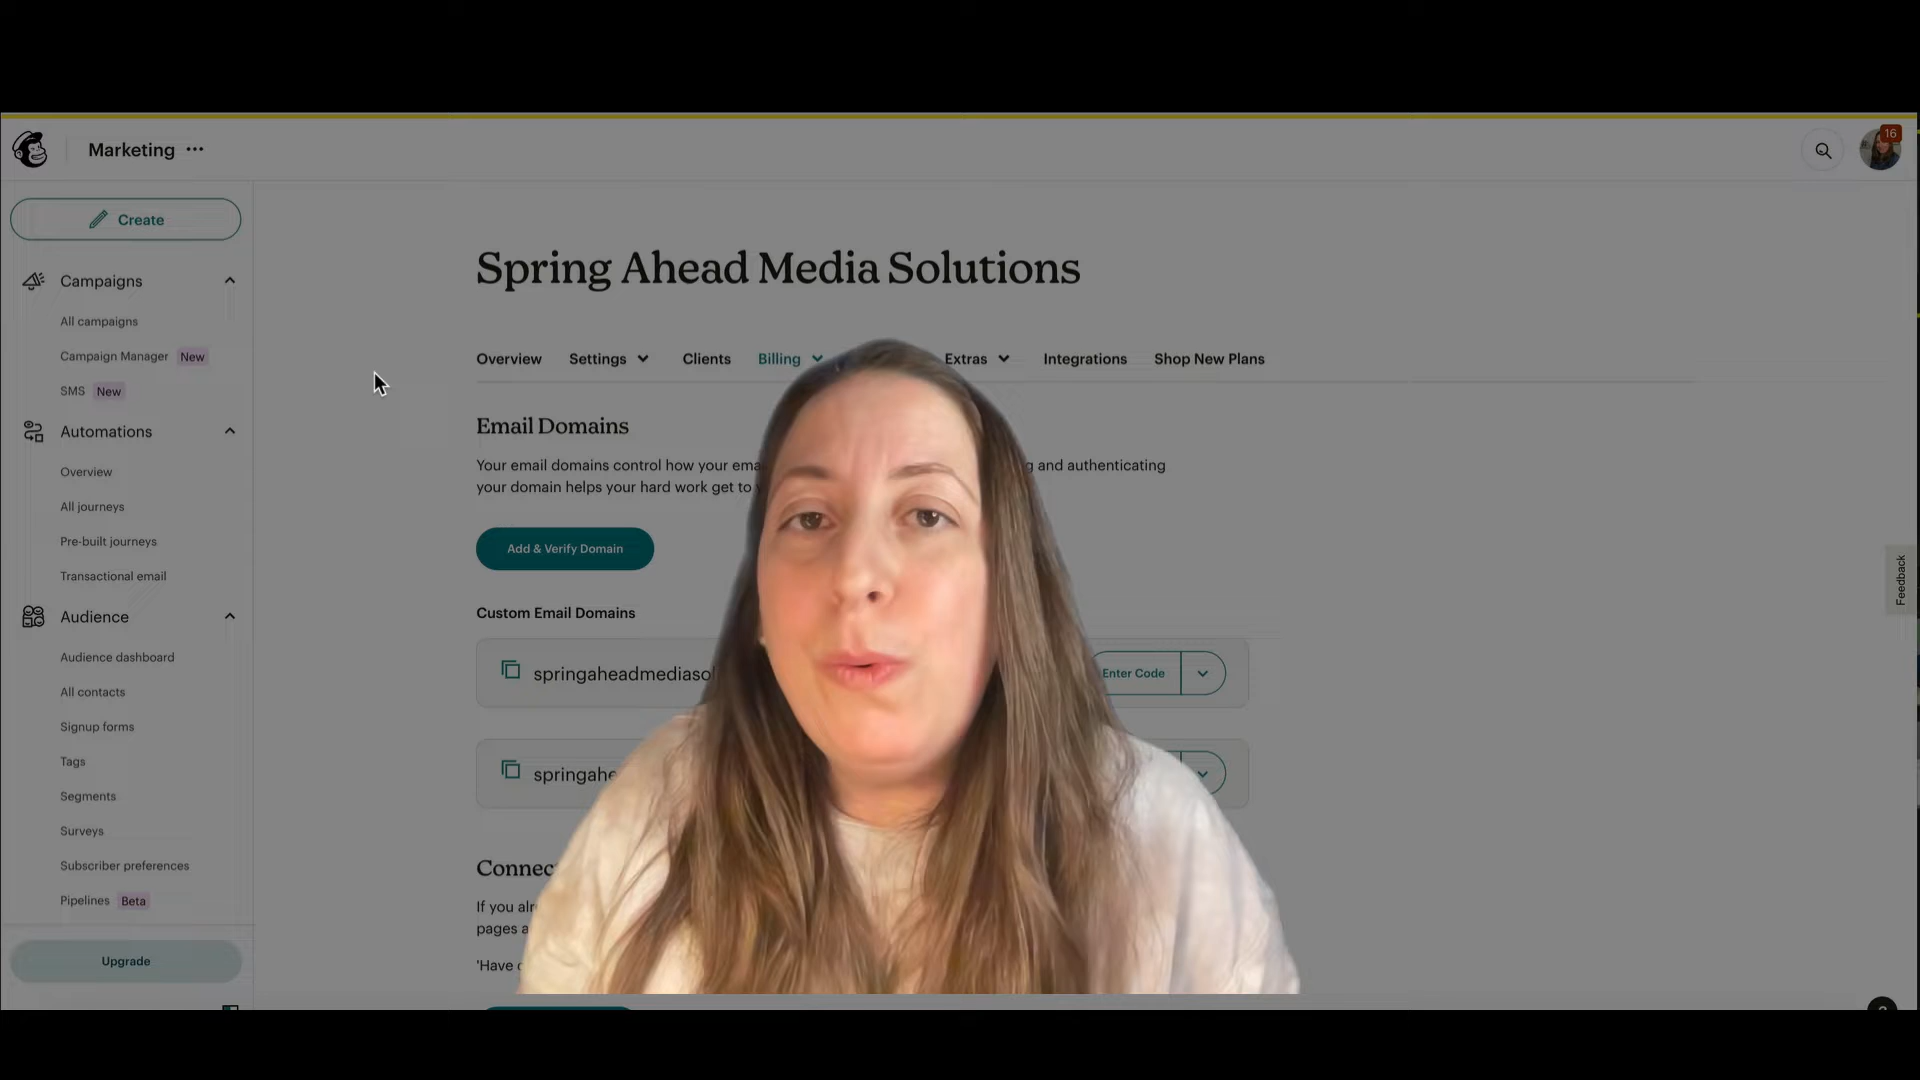 Marketing
16
Create
Campaigns
All campaigns
Campaign Manager New
SMS New
Automations
Overview
All journeys
Pre-built journeys
Transactional email
Audience
Audience dashboard
All contacts
Signup forms
Tags
Segments
Surveys
Subscriber preferences
Pipelines Beta
Upgrade
Spring Ahead Media Solutions
Overview Settings Clients Billing Extras Integrations Shop New Plans
Email Domains
Your email domains control how your and authenticating
your domain helps your hard work get to
Add & Verify Domain
Custom Email Domains
springaheadmediasol Enter Code
springahe
Connec
If you
pages
'Have
Feedback